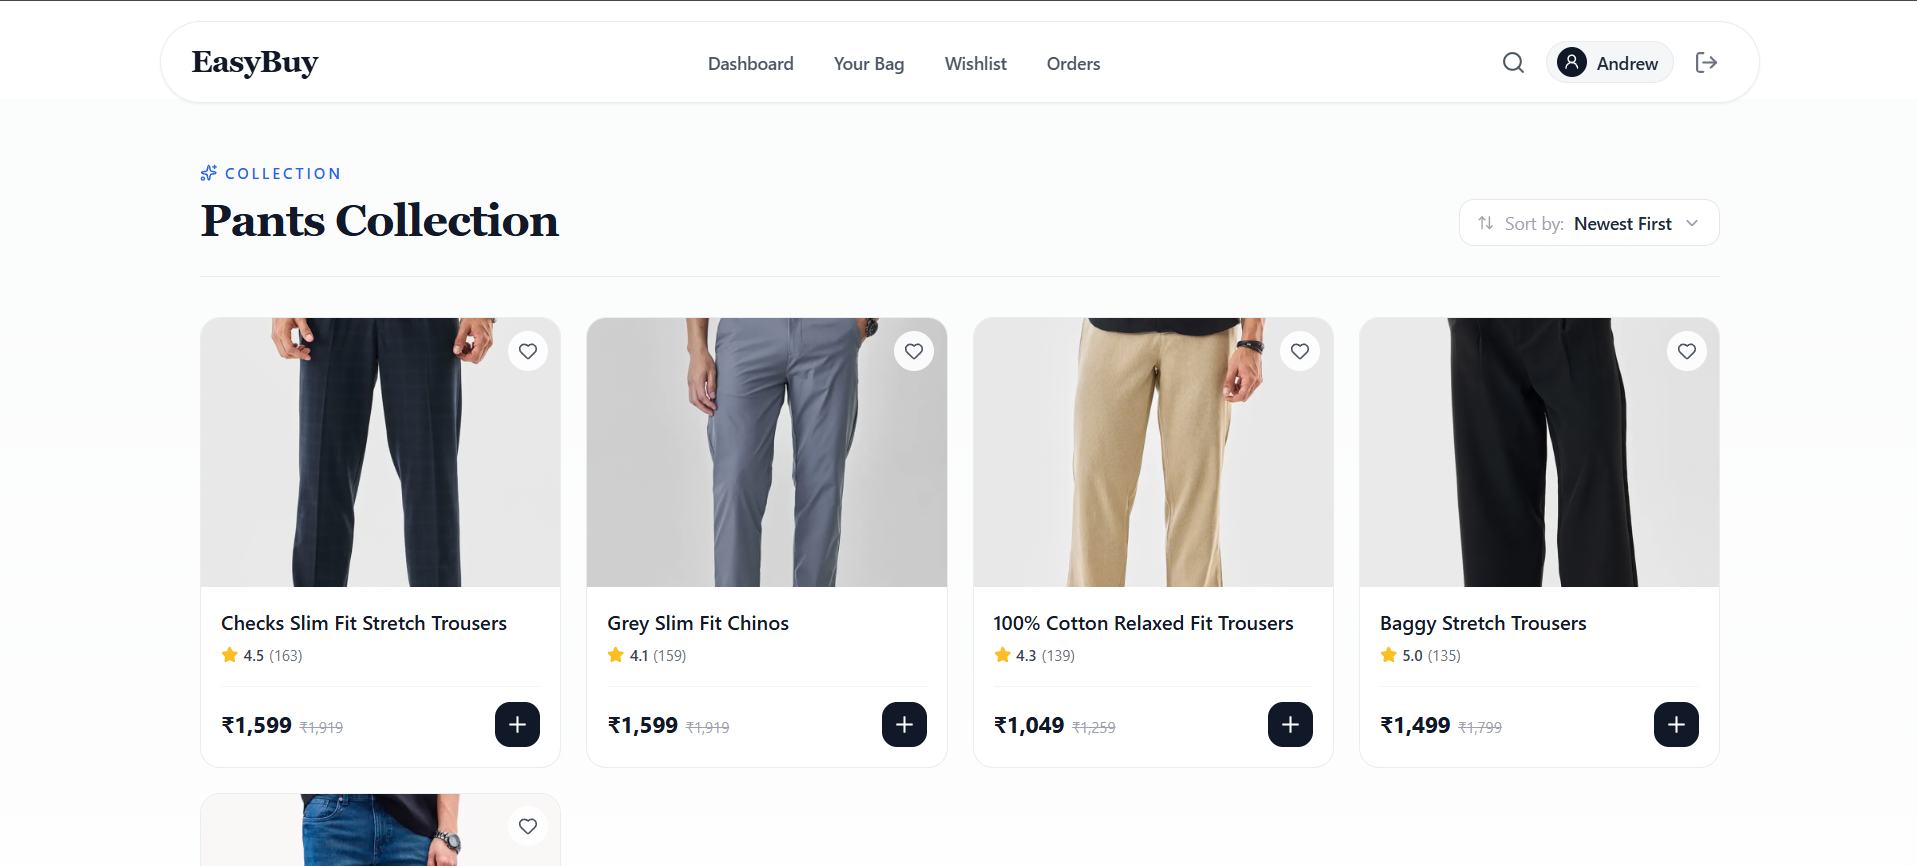 EasyBuy
Dashboard
Your Bag
Wishlist
Orders
Andrew
COLLECTION
Pants Collection
Sort by: Newest First
Checks Slim Fit Stretch Trousers
4.5 (163)
₹1,599 ₹1,919
Grey Slim Fit Chinos
4.1 (159)
₹1,599 ₹1,919
100% Cotton Relaxed Fit Trousers
4.3 (139)
₹1,049 ₹1,259
Baggy Stretch Trousers
5.0 (135)
₹1,499 ₹1,799